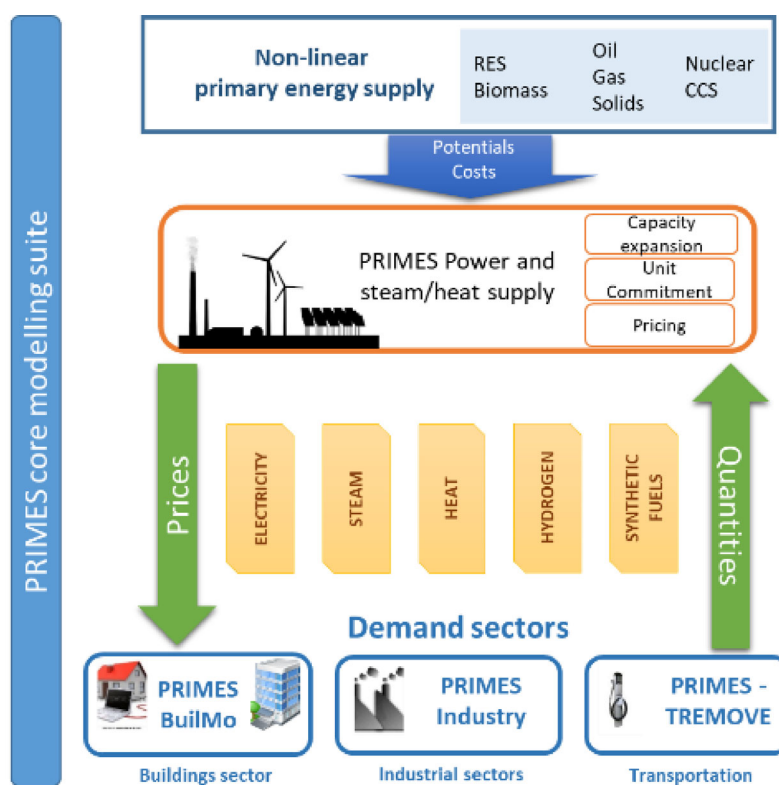 PRIMES core modelling suite
Non-linear
primary energy supply
RES
Biomass
Oil
Gas
Solids
Nuclear
CCS
Potentials
Costs
PRIMES Power and
steam/heat supply
Capacity
expansion
Unit
Commitment
Pricing
Prices
ELECTRICITY
STEAM
HEAT
HYDROGEN
SYNTHETIC
FUELS
Quantities
Demand sectors
PRIMES
BuilMo
PRIMES
Industry
PRIMES -
TREMOVE
Buildings sector
Industrial sectors
Transportation